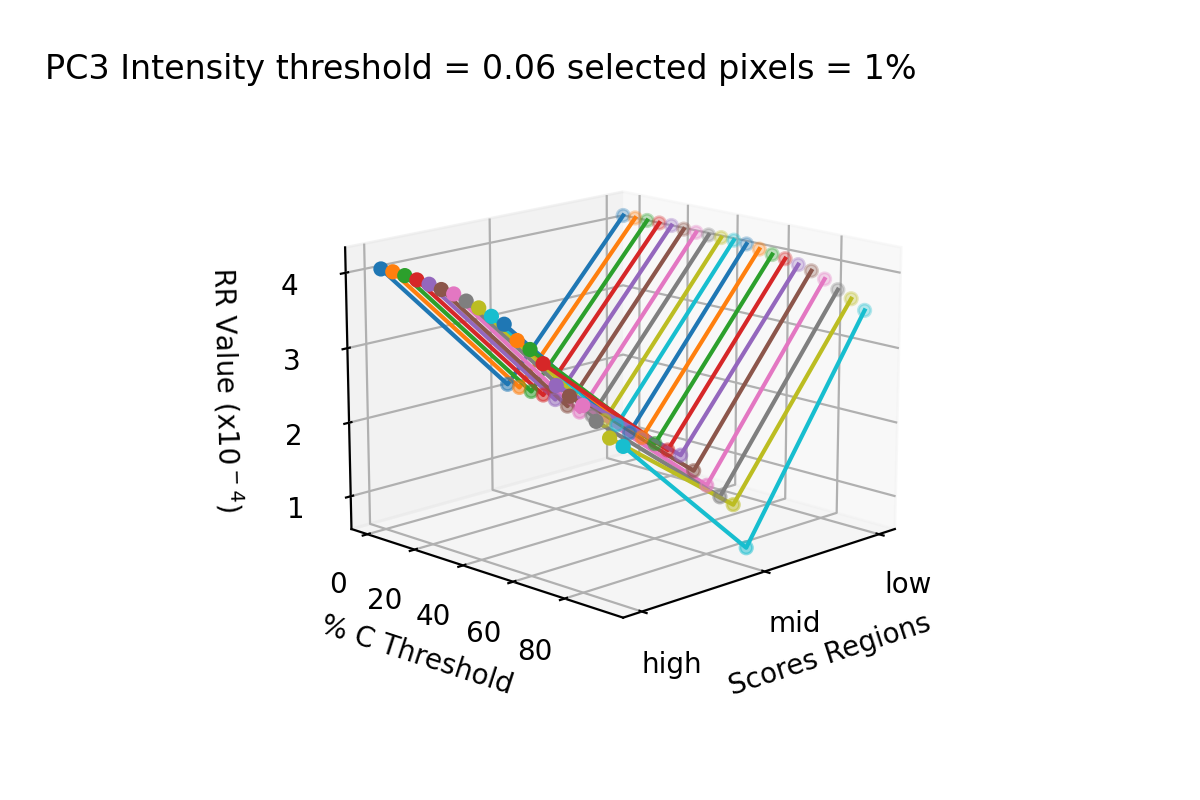 PC3 Intensity threshold = 0.06 selected pixels = 1%
RR Value (x10⁻⁴)
4
3
2
1
0
20
40
60
80
% C Threshold
high
mid
low
Scores Regions